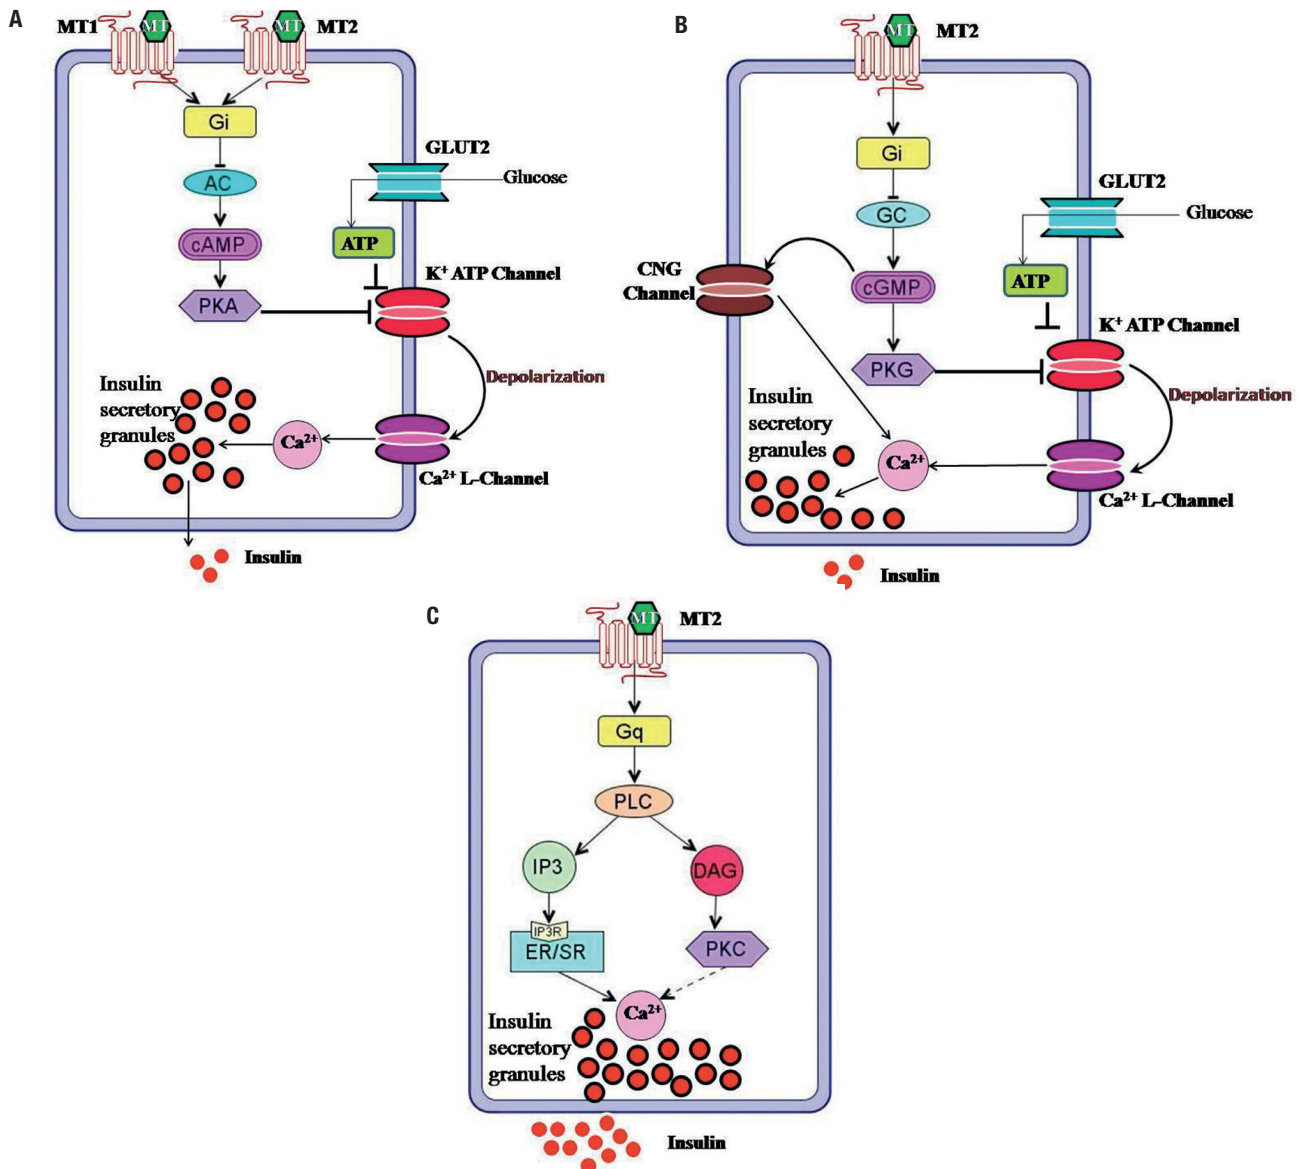 A
MT1
MT
MT
MT2
Gi
AC
cAMP
PKA
GLUT2
Glucose
ATP
K+ ATP Channel
Depolarization
Insulin
secretory
granules
Ca2+
Ca2+ L-Channel
Insulin
B
MT
MT2
Gi
GC
cGMP
PKG
CNG
Channel
GLUT2
Glucose
ATP
K+ ATP Channel
Depolarization
Insulin
secretory
granules
Ca2+
Ca2+ L-Channel
Insulin
C
MT
MT2
Gq
PLC
IP3
DAG
IP3R
ER/SR
PKC
Ca2+
Insulin
secretory
granules
Insulin